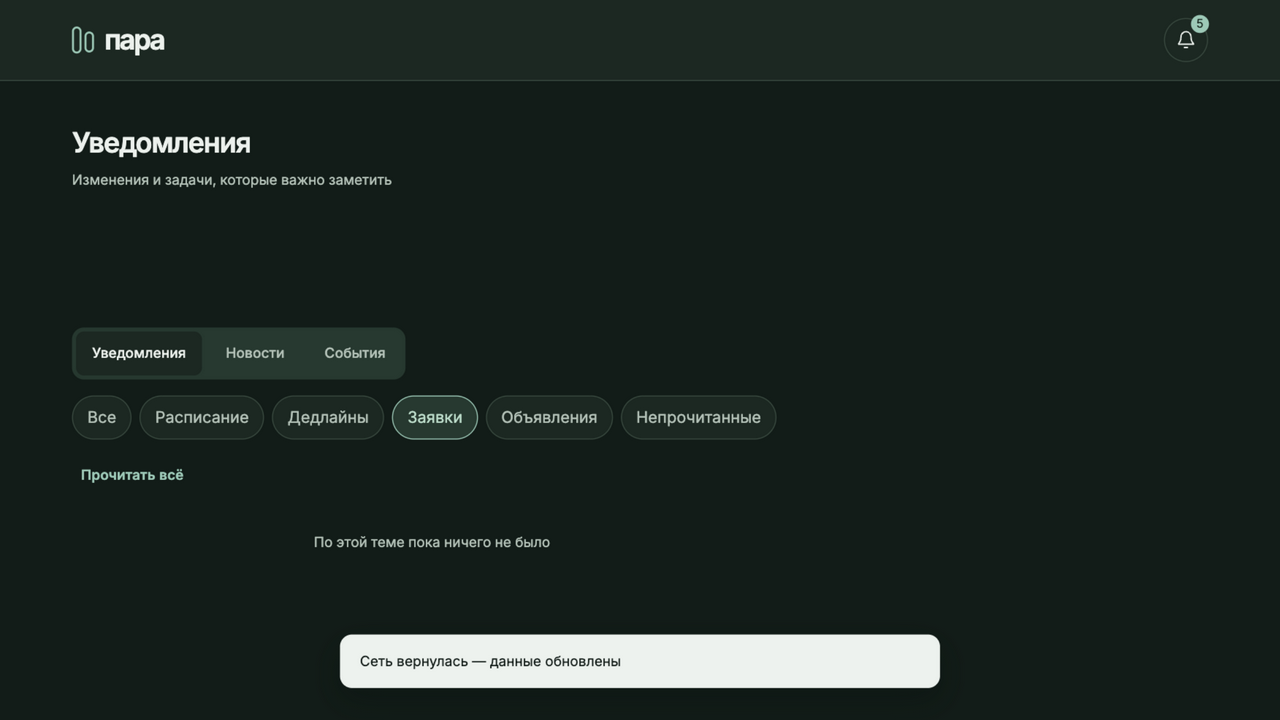 пара
5
Уведомления
Изменения и задачи, которые важно заметить
Уведомления Новости События
Все Расписание Дедлайны Заявки Объявления Непрочитанные
Прочитать всё
По этой теме пока ничего не было
Сеть вернулась — данные обновлены